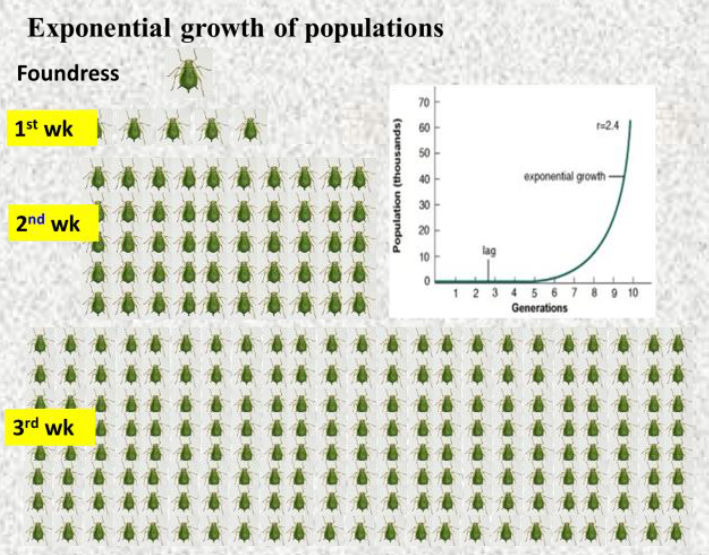 Exponential growth of populations
Foundress
1st wk
2nd wk
3rd wk
Population (thousands)
70
60
50
40
30
20
10
0
r=2.4
exponential growth
lag
1 2 3 4 5 6 7 8 9 10
Generations